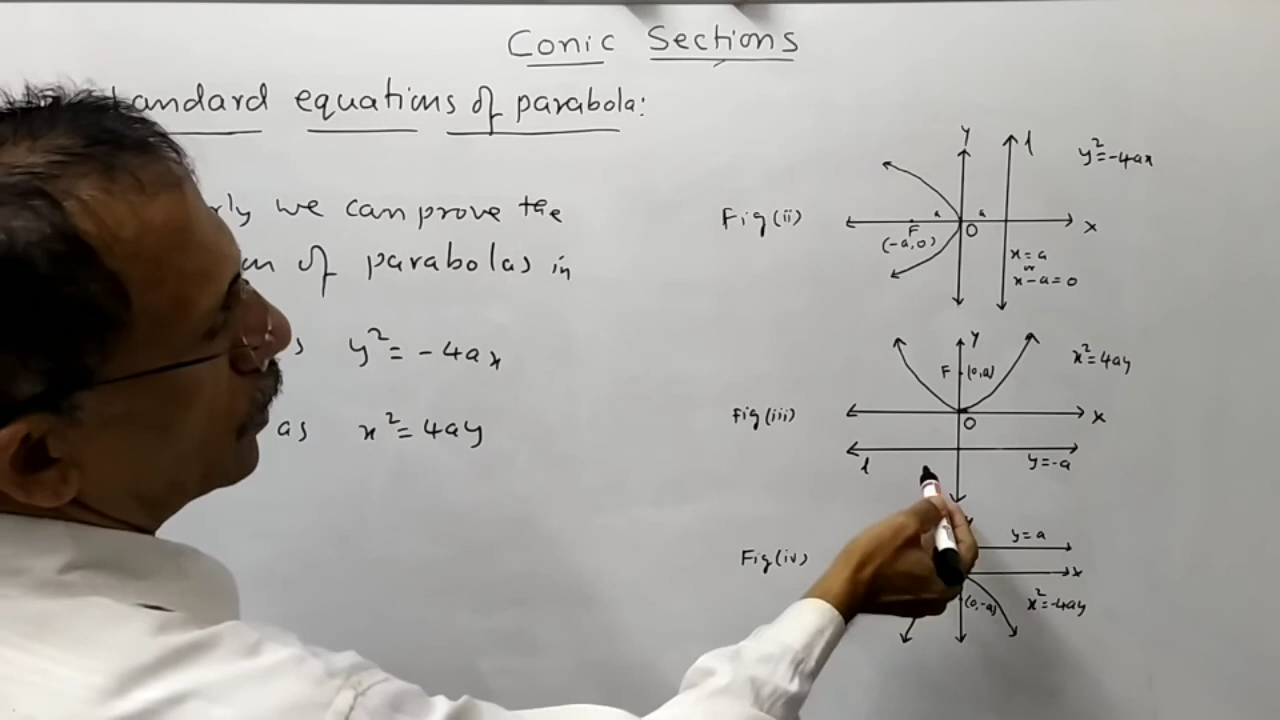 Conic Sections
standard equations of parabola:
we can prove the
of parabolas in
y²= -4ax
as x²= 4ay
Fig(ii)
y
l
y²=-4ax
a
a
F
(-a,0)
O
x
x=a
or
x-a=0
Fig(iii)
y
F
(0,a)
x²=4ay
O
x
l
y=-a
Fig(iv)
y=a
x
(0,-a)
x²=-4ay